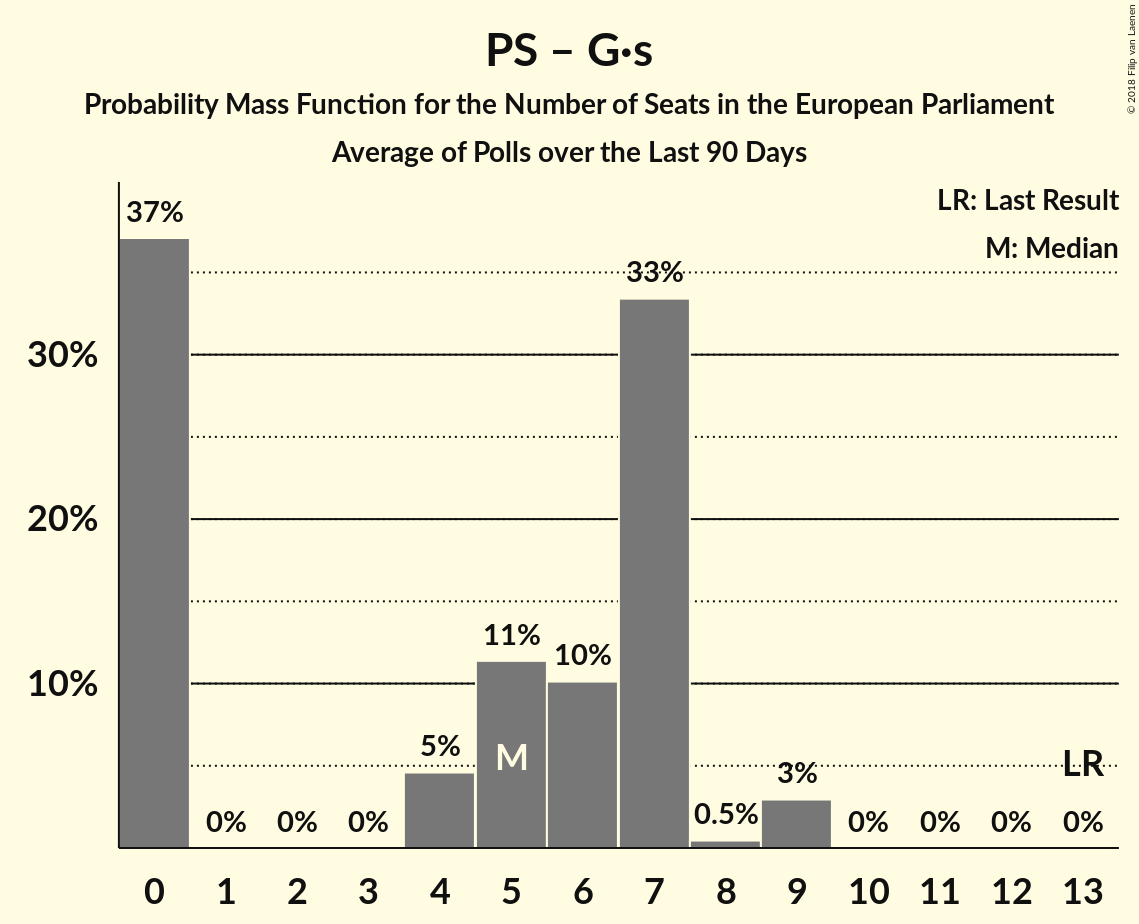 PS – G·s
Probability Mass Function for the Number of Seats in the European Parliament
Average of Polls over the Last 90 Days
© 2018 Filip van Laenen
LR: Last Result
M: Median
37%
33%
30%
20%
11%
10%
10%
5%
M
3%
LR
0%
0%
0%
0.5%
0%
0%
0%
0%
0 1 2 3 4 5 6 7 8 9 10 11 12 13